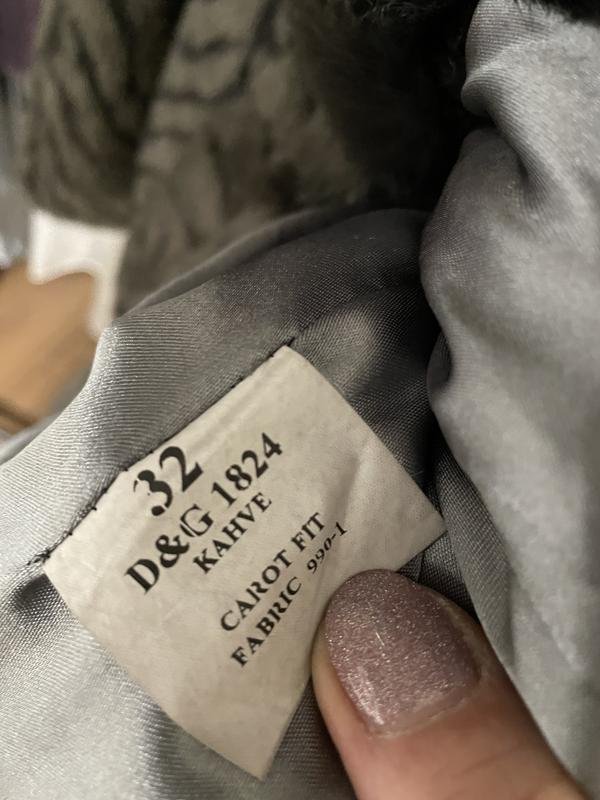 32
D&G 1824
KAHVE
CAROT FIT
FABRIC 990-1